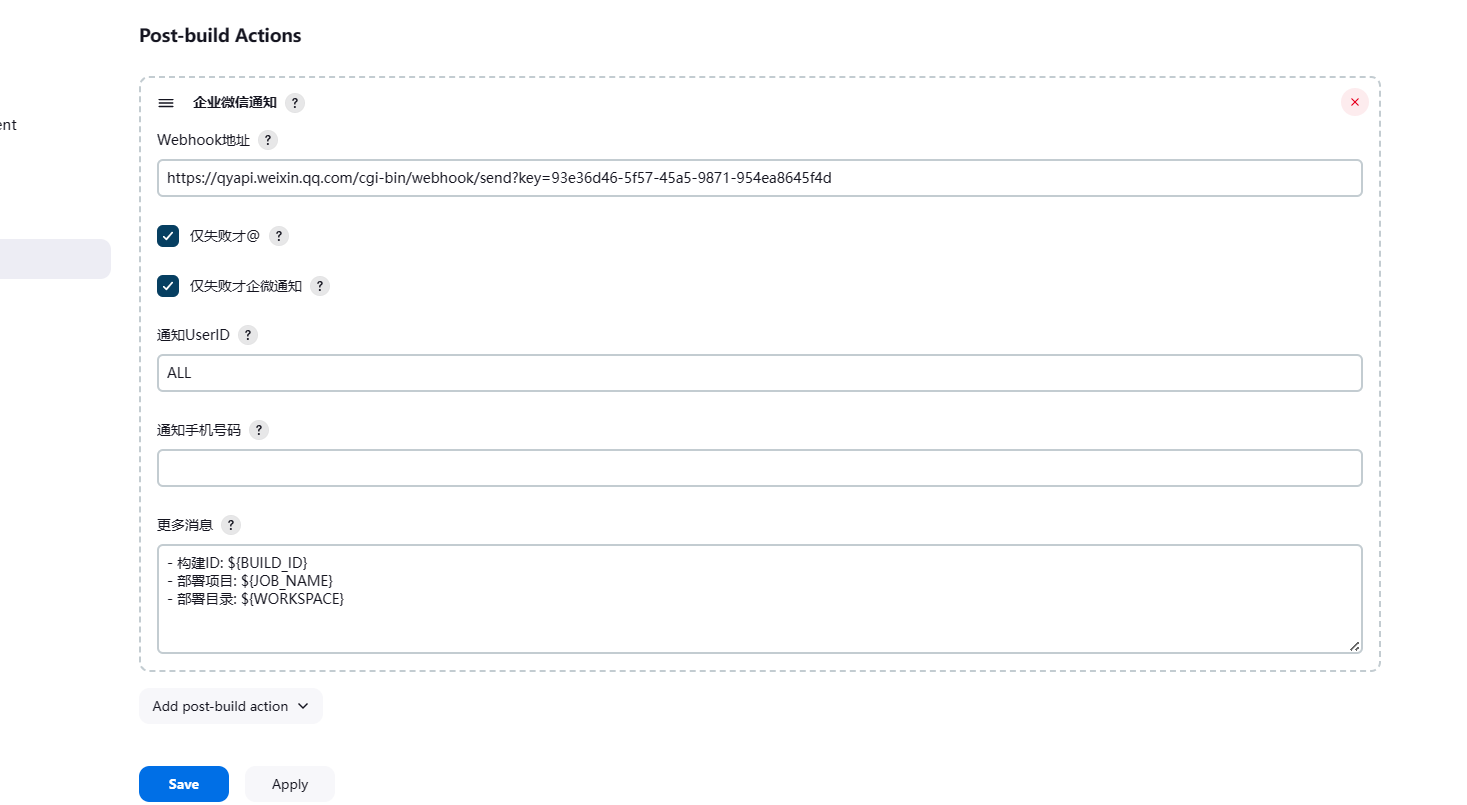 Post-build Actions
企业微信通知 ?
ent
Webhook地址 ?
https://qyapi.weixin.qq.com/cgi-bin/webhook/send?key=93e36d46-5f57-45a5-9871-954ea8645f4d
仅失败才@ ?
仅失败才企微通知 ?
通知UserID ?
ALL
通知手机号码 ?
更多消息 ?
- 构建ID: ${BUILD_ID}
- 部署项目: ${JOB_NAME}
- 部署目录: ${WORKSPACE}
Add post-build action
Save
Apply